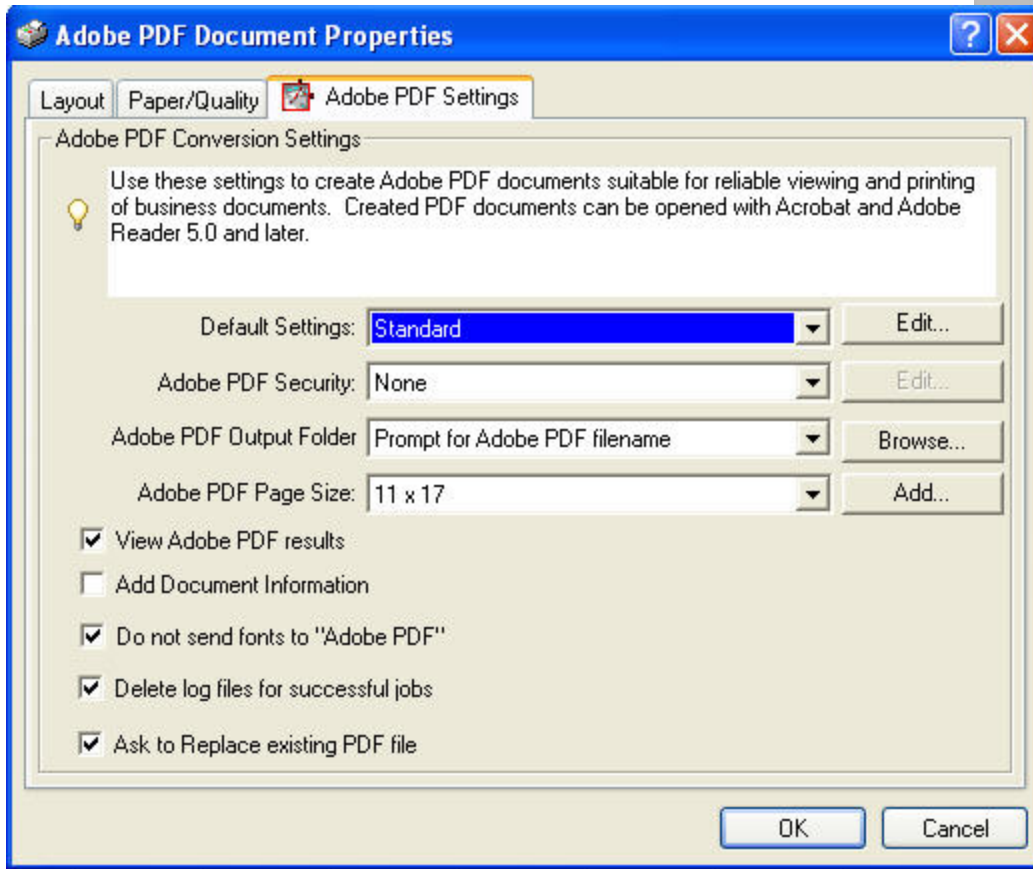 Adobe PDF Document Properties
Layout Paper/Quality Adobe PDF Settings
Adobe PDF Conversion Settings
Use these settings to create Adobe PDF documents suitable for reliable viewing and printing
of business documents. Created PDF documents can be opened with Acrobat and Adobe
Reader 5.0 and later.
Default Settings: Standard Edit...
Adobe PDF Security: None Edit...
Adobe PDF Output Folder Prompt for Adobe PDF filename Browse...
Adobe PDF Page Size: 11 x 17 Add...
View Adobe PDF results
Add Document Information
Do not send fonts to "Adobe PDF"
Delete log files for successful jobs
Ask to Replace existing PDF file
OK Cancel